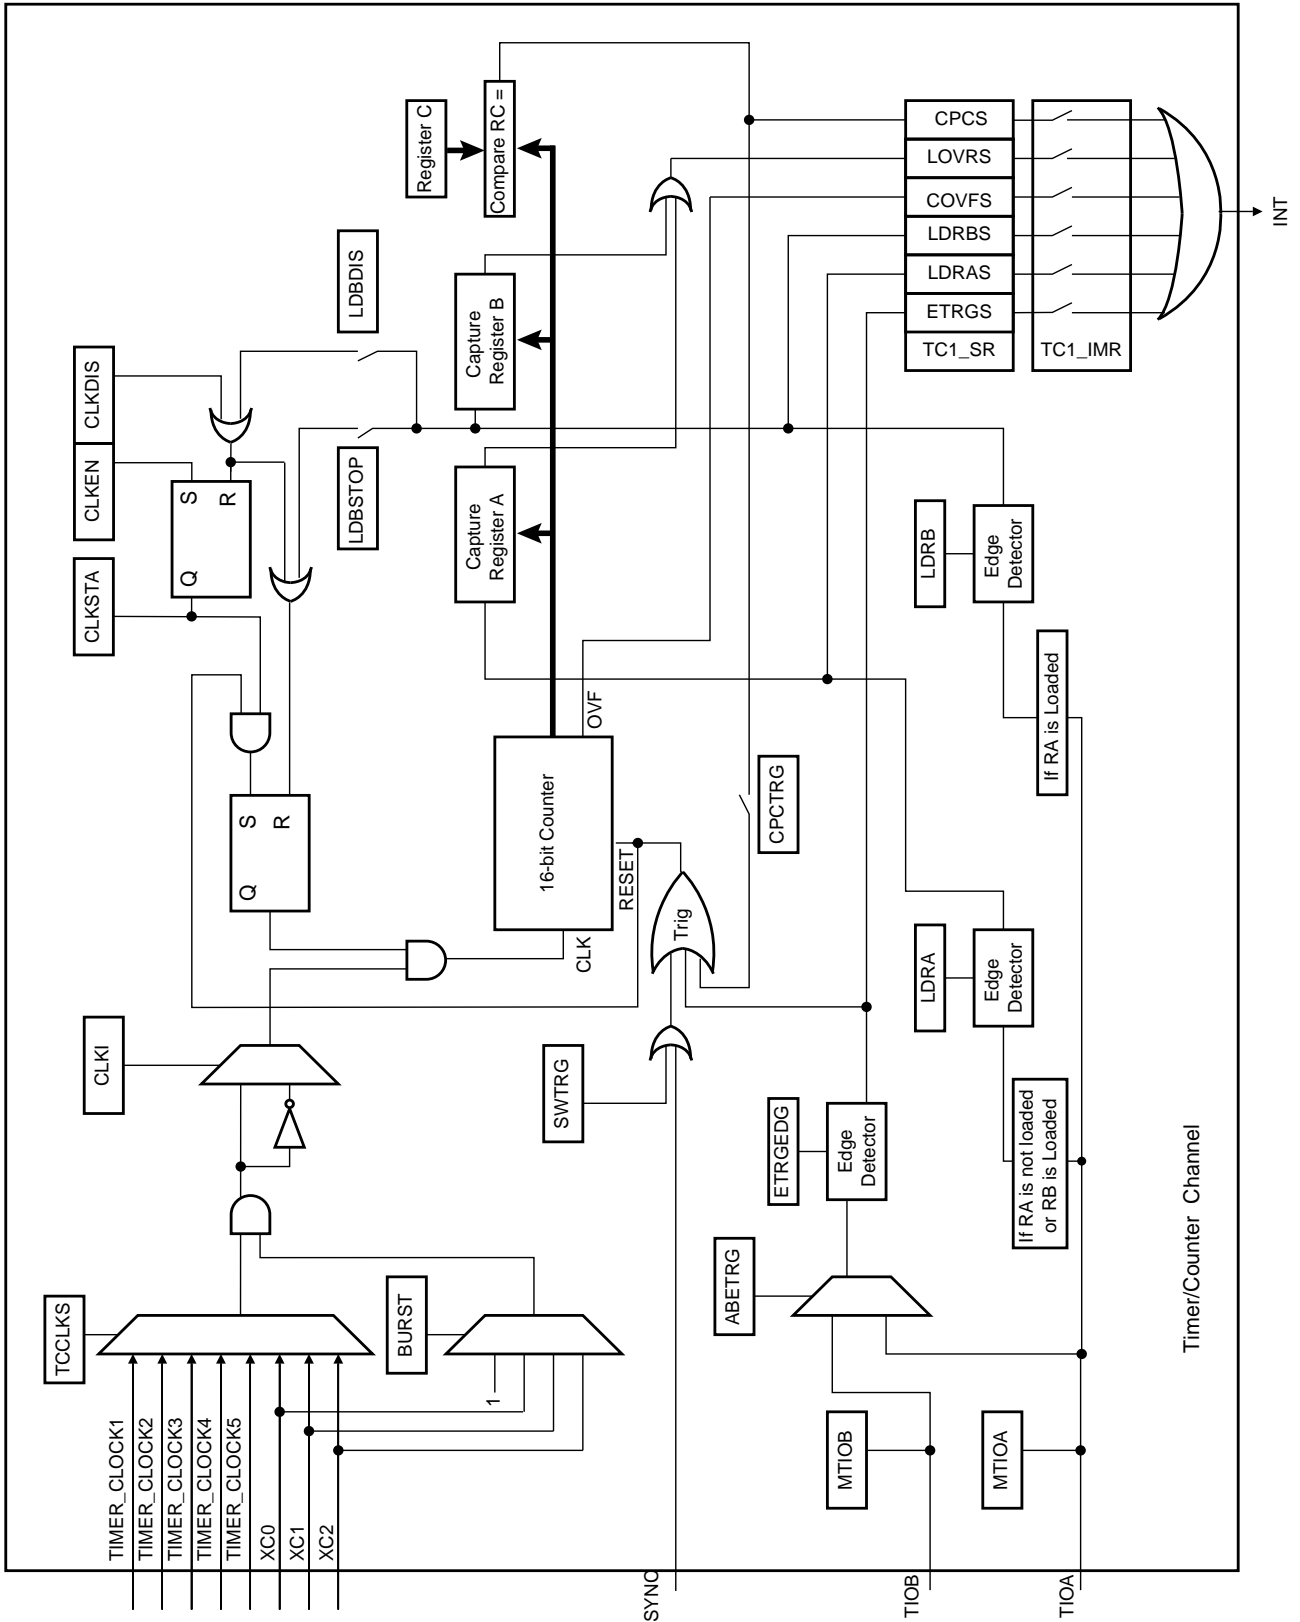 TCCLKS
TIMER_CLOCK1
TIMER_CLOCK2
TIMER_CLOCK3
TIMER_CLOCK4
TIMER_CLOCK5
XC0
XC1
XC2
BURST
1
CLKI
CLKSTA
CLKEN
CLKDIS
Q
S
R
Q
S
R
LDBSTOP
LDBDIS
Register C
Compare RC =
Capture
Register A
Capture
Register B
16-bit Counter
CLK
OVF
RESET
Trig
SWTRG
CPCTRG
SYNC
ABETRG
ETRGEDG
Edge
Detector
MTIOB
TIOB
MTIOA
TIOA
LDRA
Edge
Detector
If RA is not loaded
or RB is Loaded
LDRB
Edge
Detector
If RA is Loaded
CPCS
LOVRS
COVFS
LDRBS
LDRAS
ETRGS
TC1_SR
TC1_IMR
INT
Timer/Counter Channel